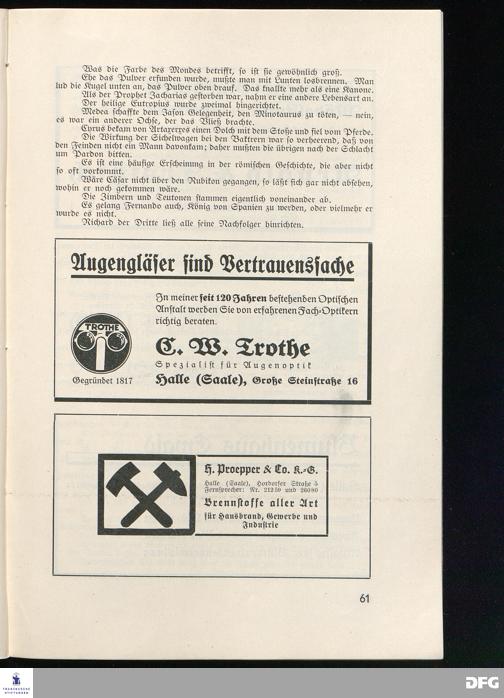 Was die Farbe des Mondes betrifft, so ist sie gewöhnlich groß.
Ehe das Pulver erfunden wurde, mußte man mit Lunten losbrennen. Man
lud die Kugel unten an, das Pulver oben drauf. Das knallte mehr als eine Kanone.
Als der Prophet Zacharias gestorben war, nahm er eine andere Lebensart an.
Der heilige Eutropius wurde zweimal hingerichtet.
Medea schaffte dem Jason Gelegenheit, den Minotaurus zu töten, — nein,
es war ein anderer Ochse, der das Vließ brachte.
Cyrus bekam von Artaxerxes einen Dolch mit dem Stoße und fiel vom Pferde.
Die Wirkung der Sichelwagen bei den Baktrern war so verheerend, daß von
den Feinden nicht ein Mann davonkam; daher mußten die übrigen nach der Schlacht
um Pardon bitten.
Es ist eine häufige Erscheinung in der römischen Geschichte, die aber nicht
so oft vorkommt.
Wäre Cäsar nicht über den Rubikon gegangen, so läßt sich gar nicht absehen,
wohin er noch gekommen wäre.
Die Zimbern und Teutonen stammen eigentlich voneinander ab.
Es gelang Fernando auch, König von Spanien zu werden, oder vielmehr er
wurde es nicht.
Richard der Dritte ließ alle seine Nachfolger hinrichten.
Augengläser sind Vertrauenssache
In meiner seit 120 Jahren bestehenden Optischen
Anstalt werden Sie von erfahrenen Fach-Optikern
richtig beraten.
TROTHE
C. W. Trothe
Spezialist für Augenoptik
Gegründet 1817
Halle (Saale), Große Steinstraße 16
H. Proepper & Co. K.-G.
Halle (Saale), Hordorfer Straße 5
Fernsprecher: Nr. 21250 und 26080
Brennstoffe aller Art
für Hausbrand, Gewerbe und
Industrie
61
FRANCKESCHE
STIFTUNGEN
DFG